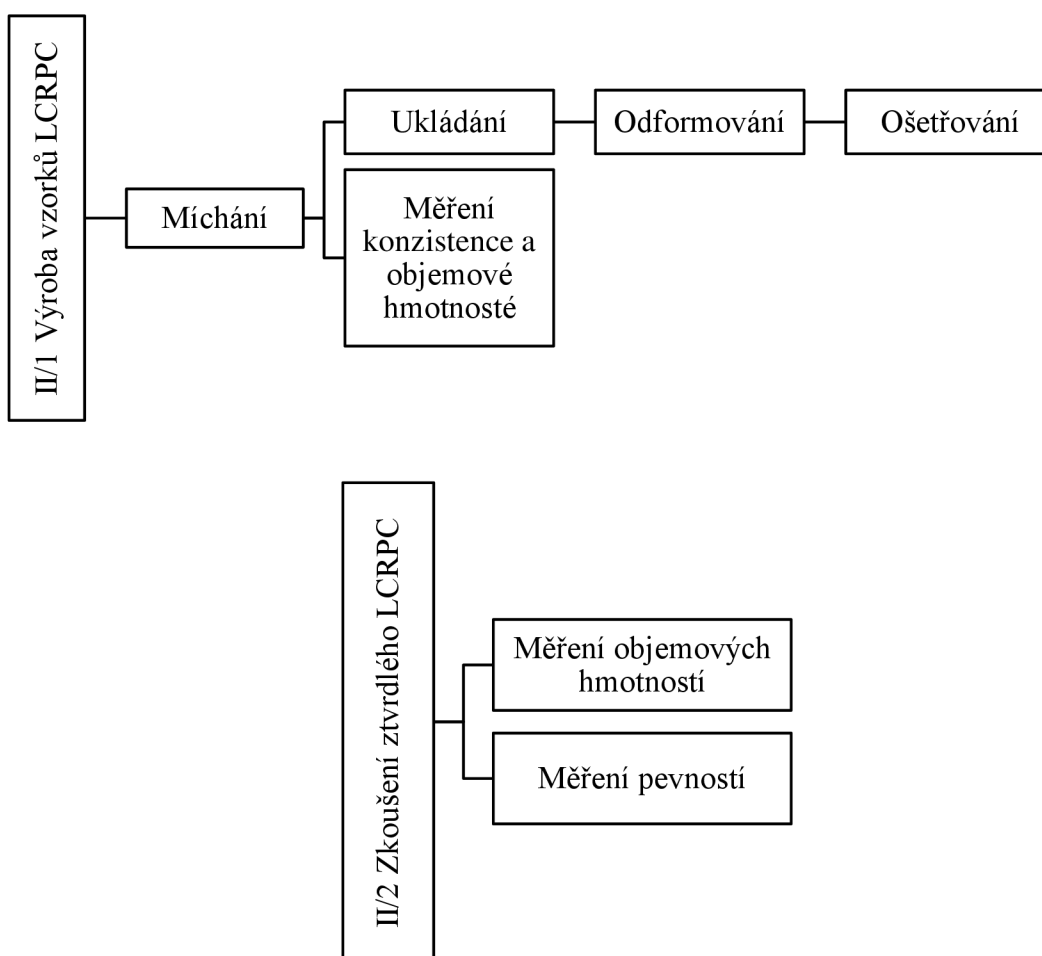 II/1 Výroba vzorků LCRPC
Míchání
Ukládání
Odformování
Ošetřování
Měření
konzistence a
objemové
hmotnosté
II/2 Zkoušení ztvrdlého LCRPC
Měření objemových
hmotností
Měření pevností